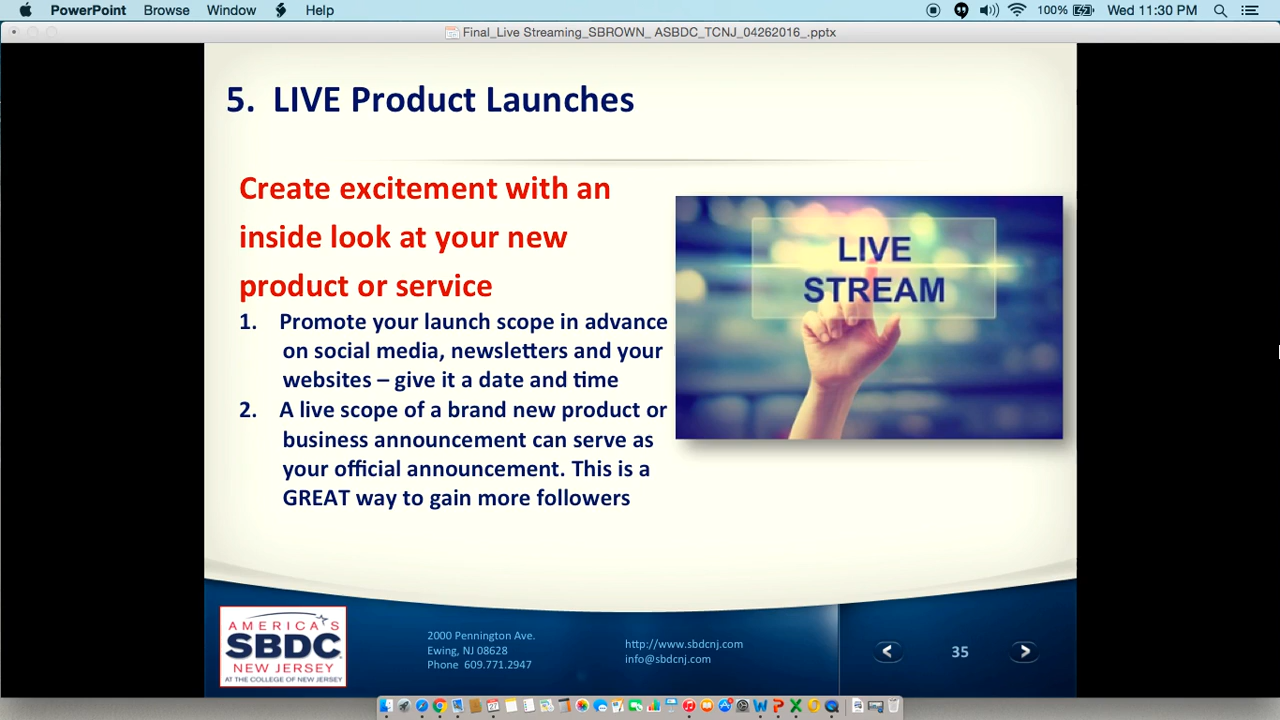 PowerPoint Browse Window Help 100% Wed 11:30 PM
Final_Live Streaming_SBROWN_ ASBDC_TCNJ_04262016_.pptx
5. LIVE Product Launches
Create excitement with an
inside look at your new
product or service
1. Promote your launch scope in advance
on social media, newsletters and your
websites – give it a date and time
2. A live scope of a brand new product or
business announcement can serve as
your official announcement. This is a
GREAT way to gain more followers
LIVE
STREAM
AMERICA'S
SBDC
NEW JERSEY
AT THE COLLEGE OF NEW JERSEY
2000 Pennington Ave.
Ewing, NJ 08628
Phone 609.771.2947
http://www.sbdcnj.com
info@sbdcnj.com
35